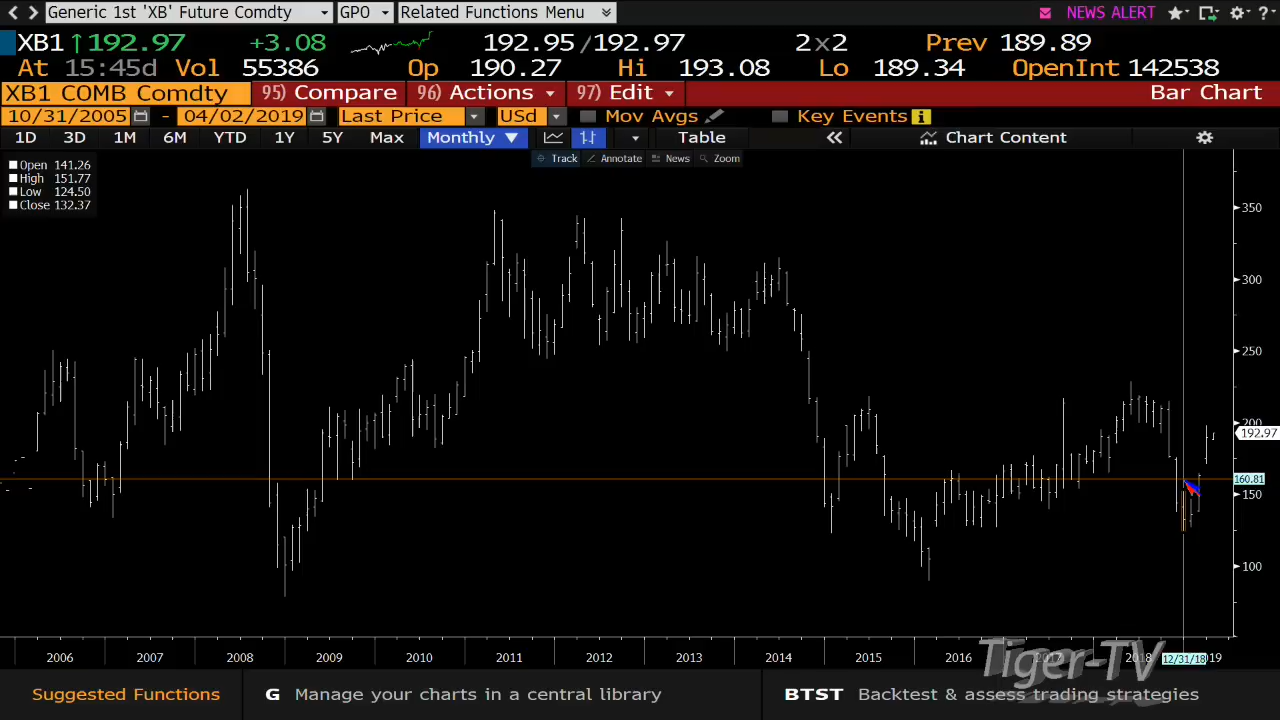 Generic 1st 'XB' Future Comdty GPO Related Functions Menu NEWS ALERT ?
XB1 ↑192.97 +3.08 192.95/192.97 2x2 Prev 189.89
At 15:45d Vol 55386 Op 190.27 Hi 193.08 Lo 189.34 OpenInt 142538
XB1 COMB Comdty 95) Compare 96) Actions 97) Edit Bar Chart
10/31/2005 - 04/02/2019 Last Price USd Mov Avgs Key Events i
1D 3D 1M 6M YTD 1Y 5Y Max Monthly ▼ Table « Chart Content
Track Annotate News Zoom
Open 141.26
High 151.77
Low 124.50
Close 132.37
350
300
250
200
192.97
160.81
150
100
2006 2007 2008 2009 2010 2011 2012 2013 2014 2015 2016 2017 2018 12/31/18 2019
Tiger-TV
Suggested Functions G Manage your charts in a central library BTST Backtest & assess trading strategies